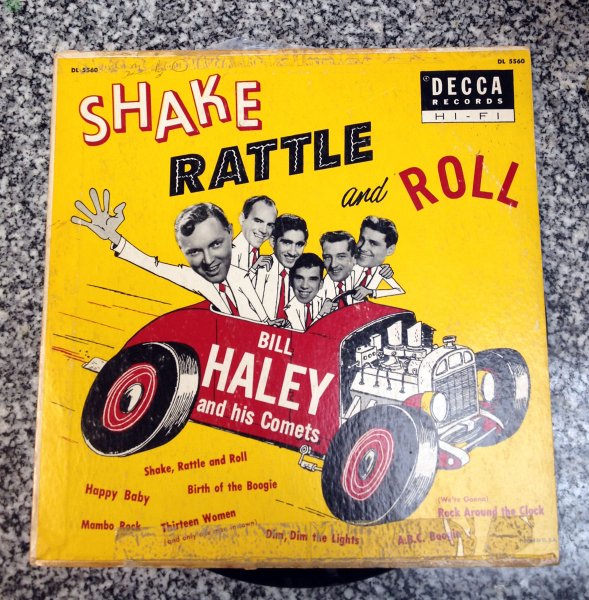 DL 5560
DL 5560
DECCA
RECORDS
HI-FI
SHAKE
RATTLE
and ROLL
BILL
HALEY
and his Comets
Shake, Rattle and Roll
Happy Baby
Birth of the Boogie
(We're Gonna)
Rock Around the Clock
Mambo Rock
Thirteen Women
(and only in town)
Dim, Dim the Lights
A.B.C. Boogie